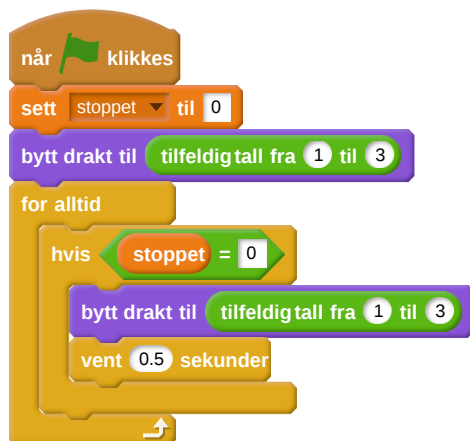 når klikkes
sett stoppet til 0
bytt drakt til tilfeldig tall fra 1 til 3
for alltid
hvis stoppet = 0
bytt drakt til tilfeldig tall fra 1 til 3
vent 0.5 sekunder